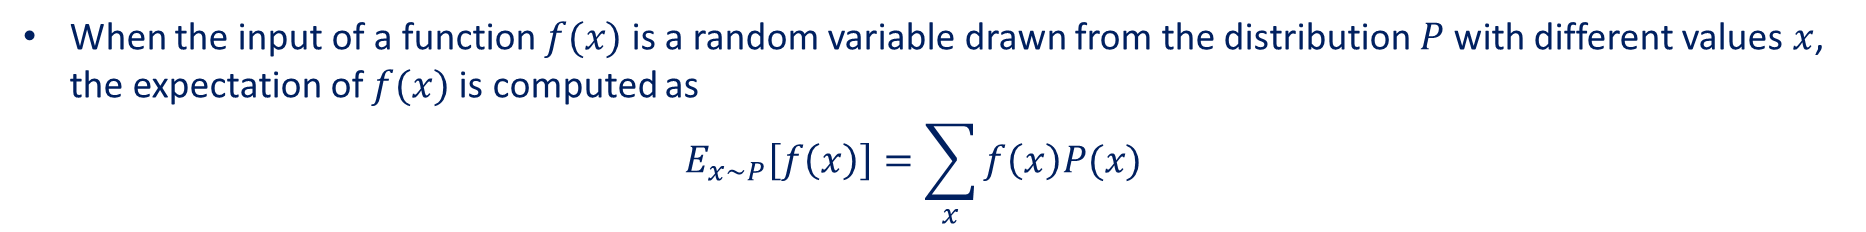 • When the input of a function f(x) is a random variable drawn from the distribution P with different values x,
the expectation of f(x) is computed as
E_{x~P}[f(x)] = ∑_x f(x)P(x)